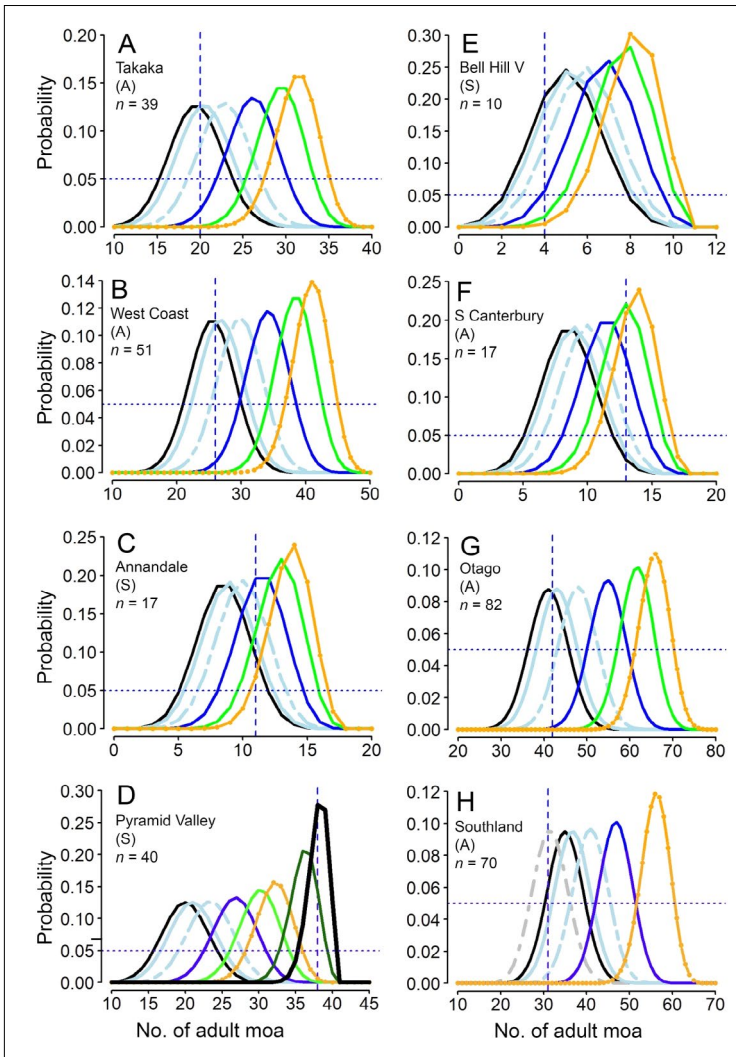 A
Takaka
(A)
n = 39
Probability
0.20
0.15
0.10
0.05
0.00
10 15 20 25 30 35 40
E
Bell Hill V
(S)
n = 10
0.30
0.25
0.20
0.15
0.10
0.05
0.00
0 2 4 6 8 10 12
B
West Coast
(A)
n = 51
Probability
0.14
0.12
0.10
0.08
0.06
0.04
0.02
0.00
10 20 30 40 50
F
S Canterbury
(A)
n = 17
0.25
0.20
0.15
0.10
0.05
0.00
0 5 10 15 20
C
Annandale
(S)
n = 17
Probability
0.25
0.20
0.15
0.10
0.05
0.00
0 5 10 15 20
G
Otago
(A)
n = 82
0.12
0.10
0.08
0.06
0.04
0.02
0.00
20 30 40 50 60 70 80
D
Pyramid Valley
(S)
n = 40
Probability
0.30
0.25
0.20
0.15
0.10
0.05
0.00
10 15 20 25 30 35 40 45
No. of adult moa
H
Southland
(A)
n = 70
0.12
0.10
0.08
0.06
0.04
0.02
0.00
10 20 30 40 50 60 70
No. of adult moa